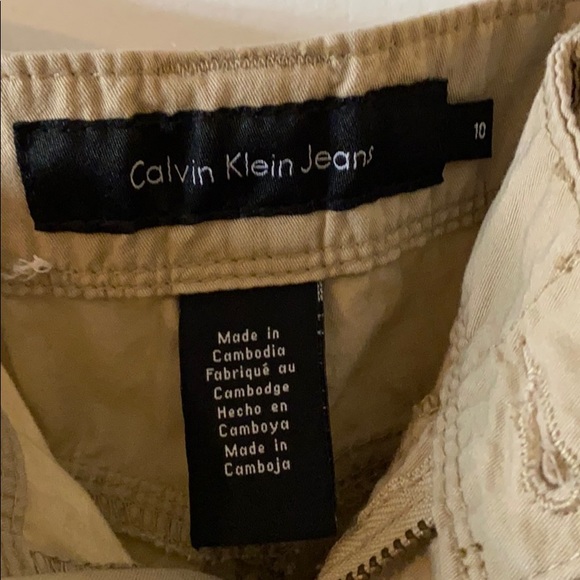 Calvin Klein Jeans
10
Made in
Cambodia
Fabriqué au
Cambodge
Hecho en
Camboya
Made in
Camboja